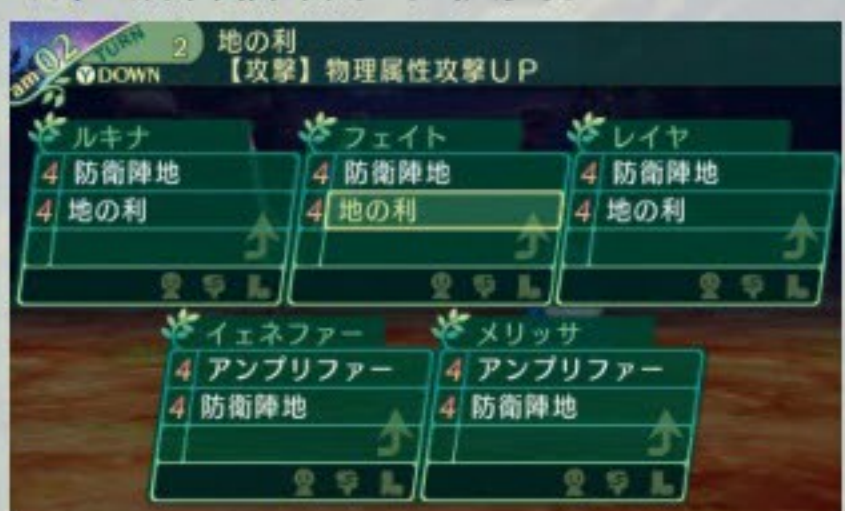 am 02
TURN 2
Y DOWN
地の利
【攻撃】物理属性攻撃UP
ルキナ
4 防衛陣地
4 地の利
フェイト
4 防衛陣地
4 地の利
レイヤ
4 防衛陣地
4 地の利
イェネファー
4 アンプリファー
4 防衛陣地
メリッサ
4 アンプリファー
4 防衛陣地